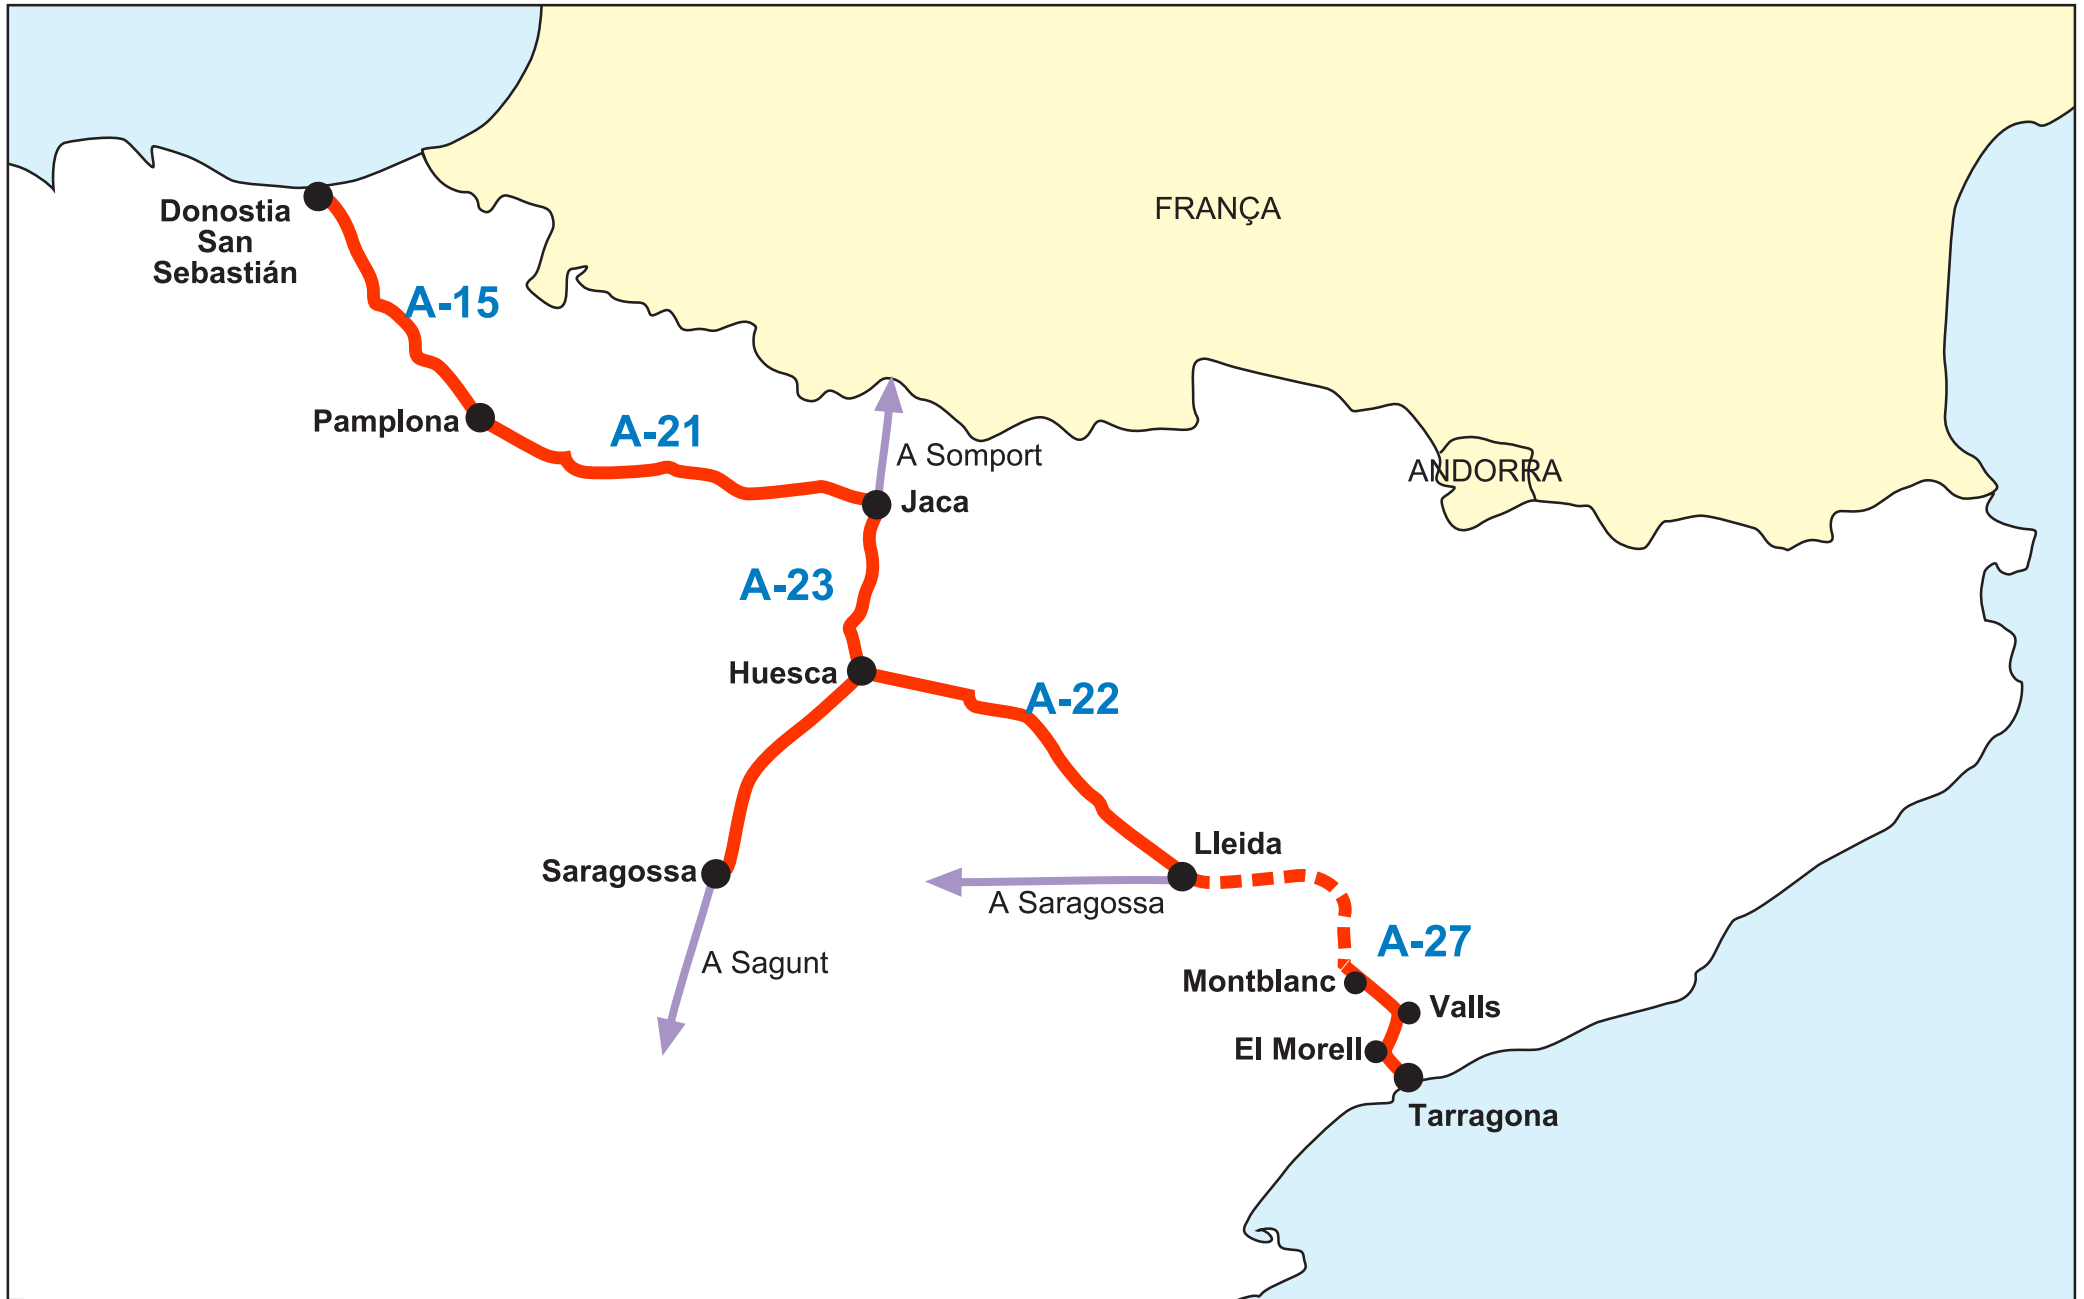 FRANÇA
Donostia
San
Sebastián
A-15
Pamplona
A-21
A Somport
ANDORRA
Jaca
A-23
Huesca
A-22
Lleida
Saragossa
A Saragossa
A-27
A Sagunt
Montblanc
Valls
El Morell
Tarragona